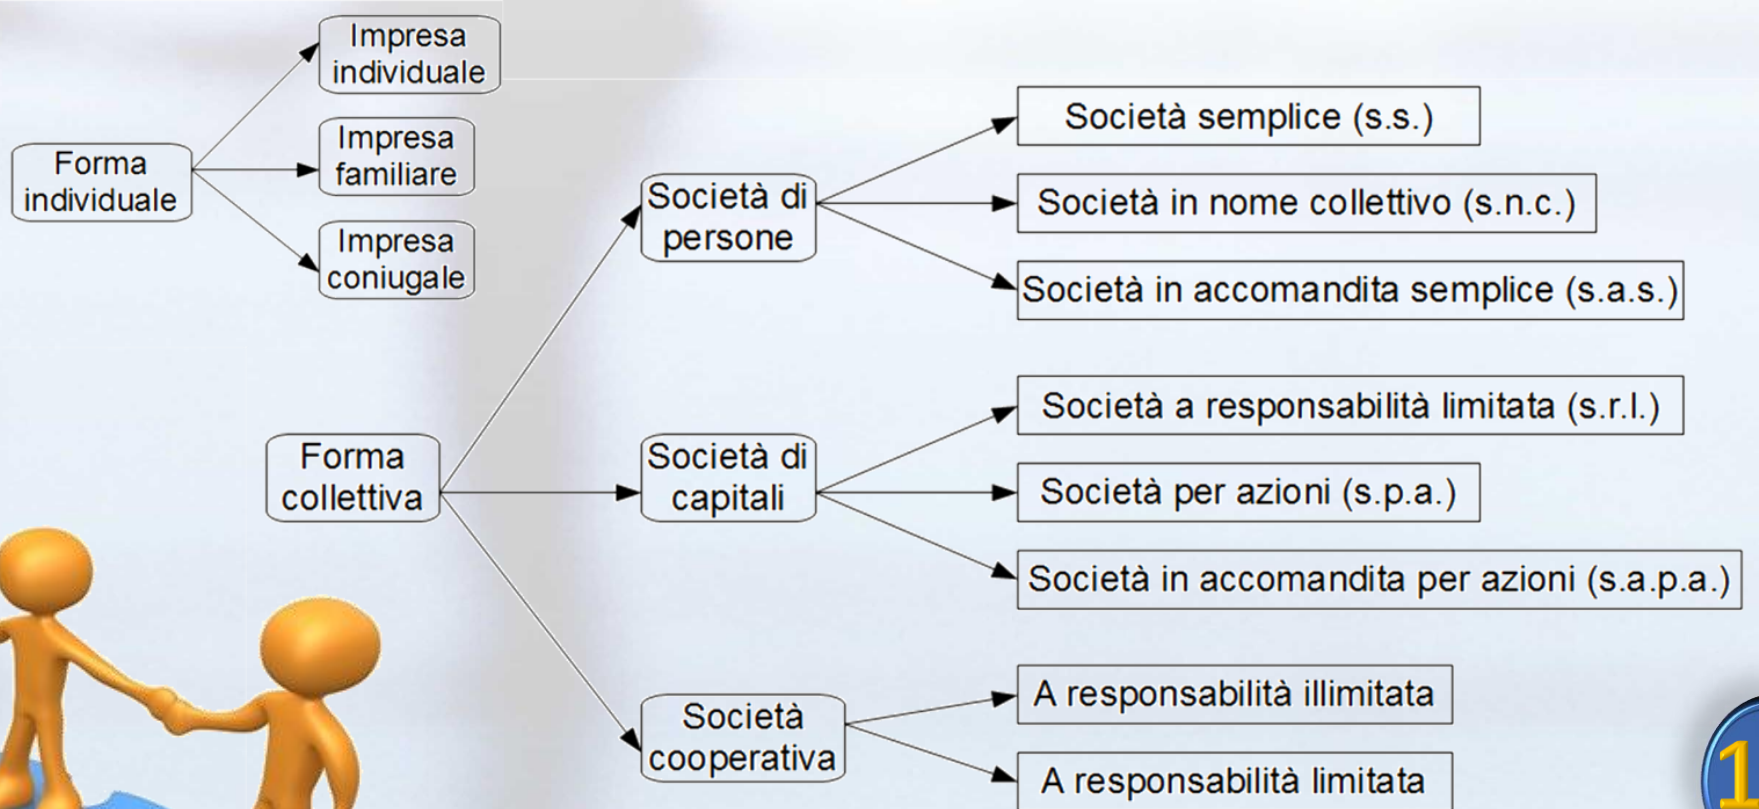 Impresa
individuale
Forma
individuale
Impresa
familiare
Impresa
coniugale
Società di
persone
Società semplice (s.s.)
Società in nome collettivo (s.n.c.)
Società in accomandita semplice (s.a.s.)
Forma
collettiva
Società di
capitali
Società a responsabilità limitata (s.r.l.)
Società per azioni (s.p.a.)
Società in accomandita per azioni (s.a.p.a.)
Società
cooperativa
A responsabilità illimitata
A responsabilità limitata
1